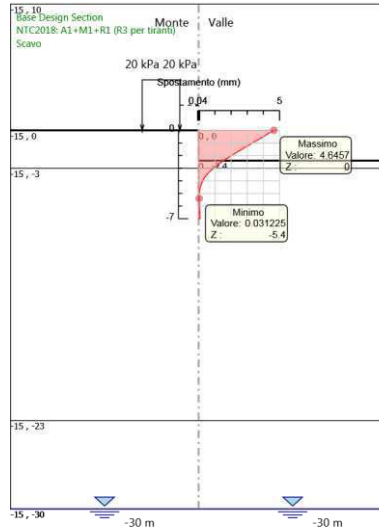 -15, 10
Base Design Section
NTC2018: A1+M1+R1 (R3 per tiranti)
Scavo
Monte Valle
20 kPa 20 kPa
Spostamento (mm)
0.04 5
0
-15, 0
0, 0
Massimo
Valore: 4.6457
Z : 0
-15, -3
Minimo
Valore: 0.031225
Z : -5.4
-7
-15, -23
-15, -30
-30 m
-30 m